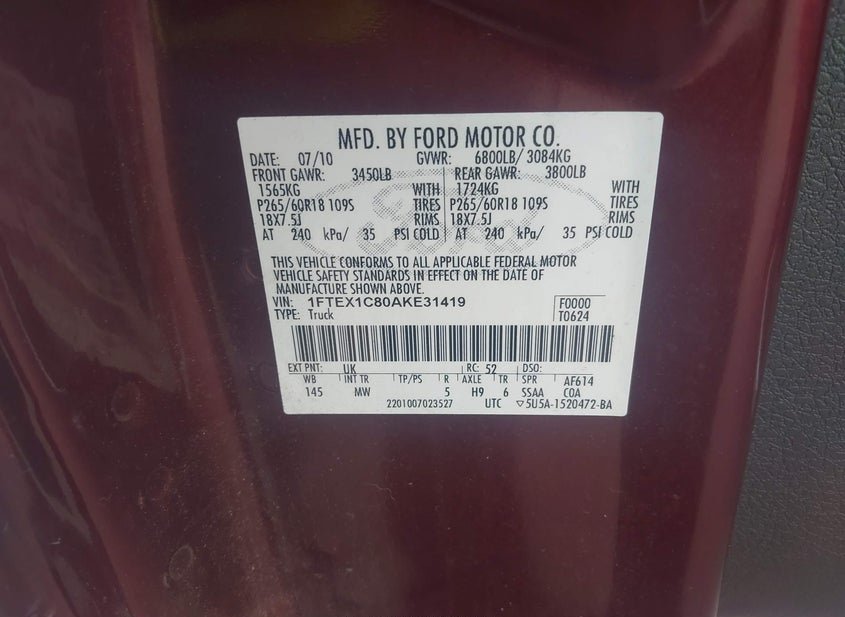 MFD. BY FORD MOTOR CO.
DATE: 07/10 GVWR: 6800LB/ 3084KG
FRONT GAWR: 3450LB REAR GAWR: 3800LB
1565KG WITH 1724KG WITH
P265/60R18 109S TIRES P265/60R18 109S TIRES
18X7.5J RIMS 18X7.5J RIMS
AT 240 kPa/ 35 PSI COLD AT 240 kPa/ 35 PSI COLD
THIS VEHICLE CONFORMS TO ALL APPLICABLE FEDERAL MOTOR
VEHICLE SAFETY STANDARDS IN EFFECT ON THE DATE OF
MANUFACTURE SHOWN ABOVE.
VIN: 1FTEX1C80AKE31419 F0000
TYPE: Truck T0624
EXT PNT: UK RC: 52 DSO:
WB INT TR TP/PS R AXLE TR SPR AF614
145 MW 5 H9 6 SSAA COA
2201007023527 UTC ▽5U5A-1520472-BA